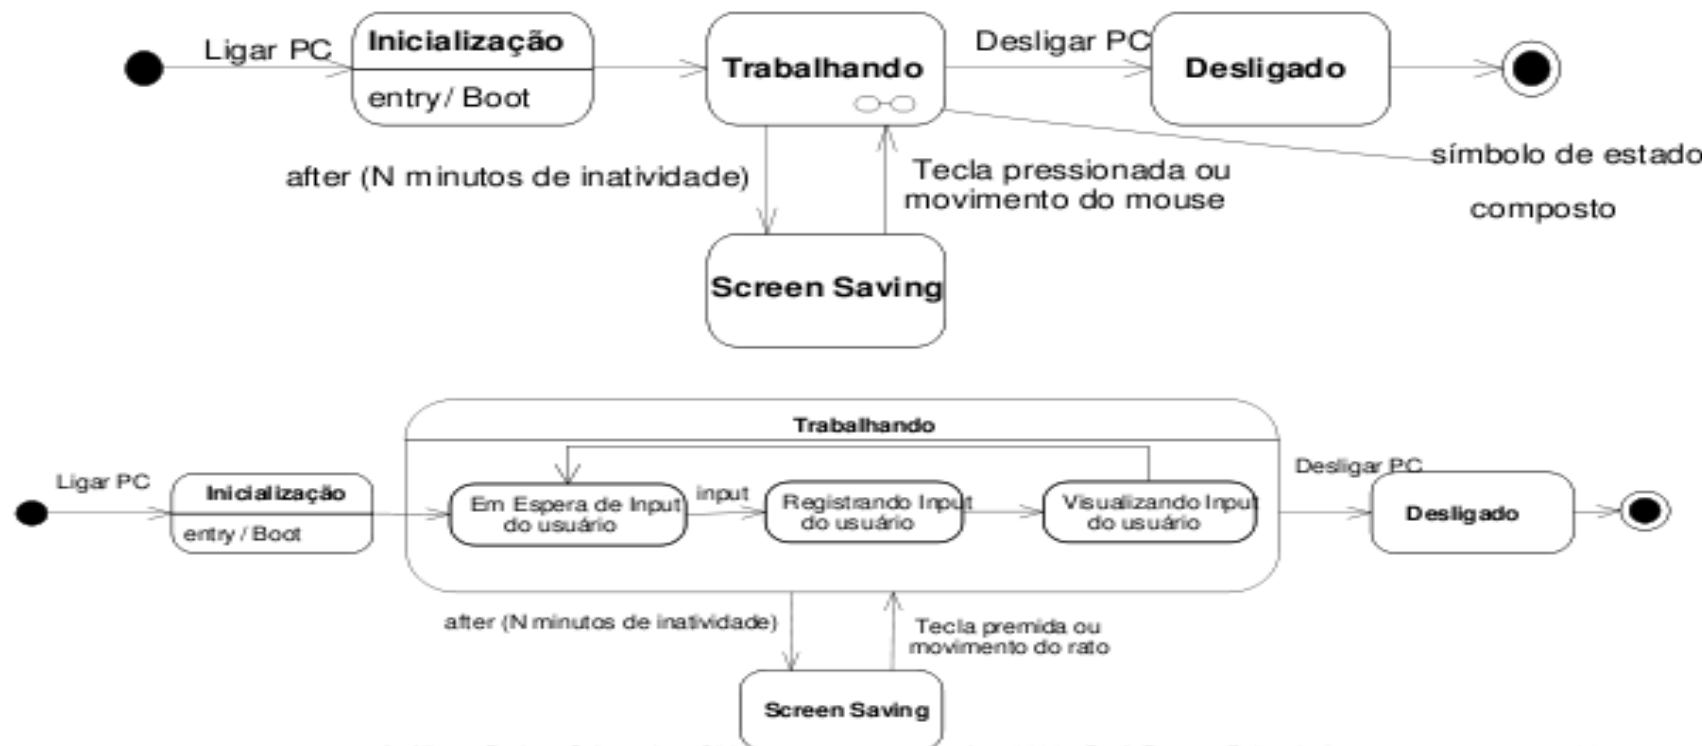 Ligar PC
Inicialização
entry/ Boot
Trabalhando
Desligar PC
Desligado
símbolo de estado
composto
after (N minutos de inatividade)
Tecla pressionada ou
movimento do mouse
Screen Saving
Trabalhando
Ligar PC
Inicialização
entry / Boot
Em Espera de Input
do usuário
input
Registrando Input
do usuário
Visualizando Input
do usuário
Desligar PC
Desligado
after (N minutos de inatividade)
Tecla premida ou
movimento do rato
Screen Saving